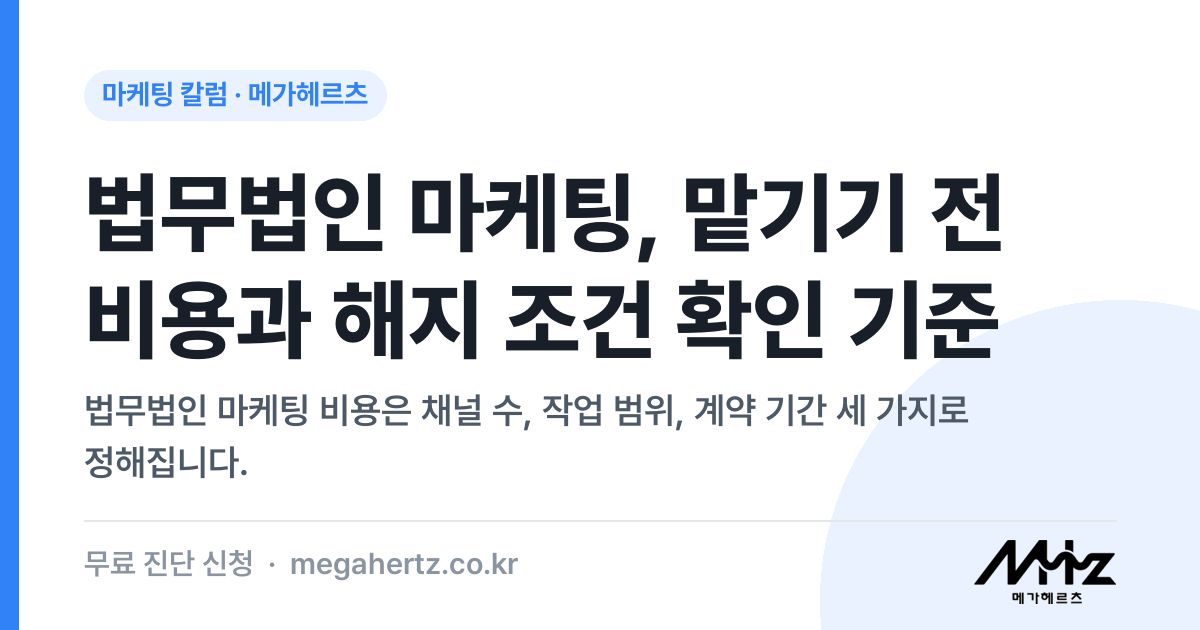 마케팅 칼럼 · 메가헤르츠
법무법인 마케팅, 맡기기 전
비용과 해지 조건 확인 기준
법무법인 마케팅 비용은 채널 수, 작업 범위, 계약 기간 세 가지로
정해집니다.
무료 진단 신청 · megahertz.co.kr
MHz
메가헤르츠